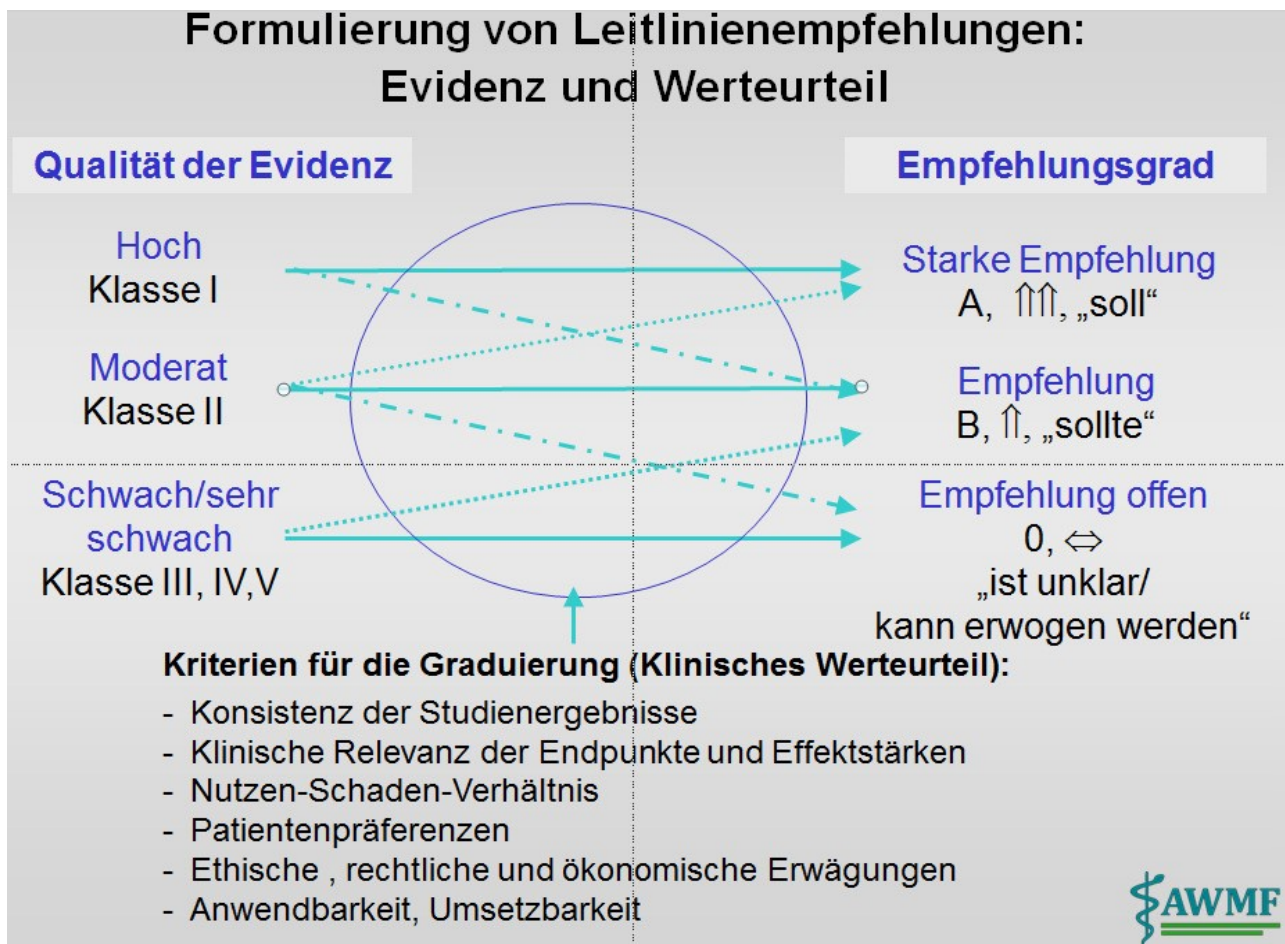 Formulierung von Leitlinienempfehlungen:
Evidenz und Werteurteil
Qualität der Evidenz
Hoch
Klasse I
Moderat
Klasse II
Schwach/sehr
schwach
Klasse III, IV,V
Empfehlungsgrad
Starke Empfehlung
A, ⇑⇑, „soll“
Empfehlung
B, ⇑, „sollte“
Empfehlung offen
0, ⇔
„ist unklar/
kann erwogen werden“
Kriterien für die Graduierung (Klinisches Werteurteil):
- Konsistenz der Studienergebnisse
- Klinische Relevanz der Endpunkte und Effektstärken
- Nutzen-Schaden-Verhältnis
- Patientenpräferenzen
- Ethische , rechtliche und ökonomische Erwägungen
- Anwendbarkeit, Umsetzbarkeit
AWMF